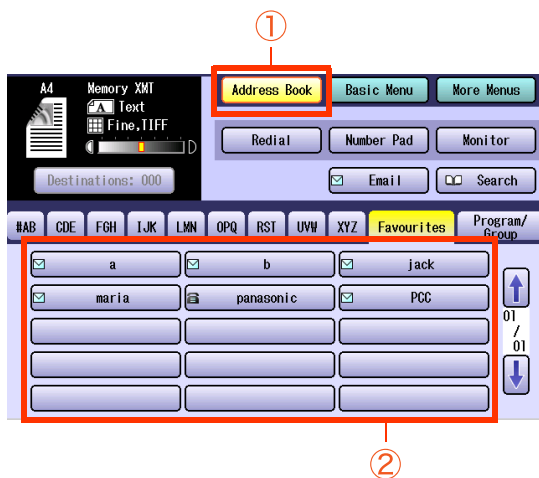 ①
A4 Memory XMT
A Text
Fine,TIFF
D
Destinations: 000
Address Book Basic Menu More Menus
Redial Number Pad Monitor
Email Search
#AB CDE FGH IJK LMN OPQ RST UVW XYZ Favourites Program/
Group
a b jack
maria panasonic PCC
01
/
01
②